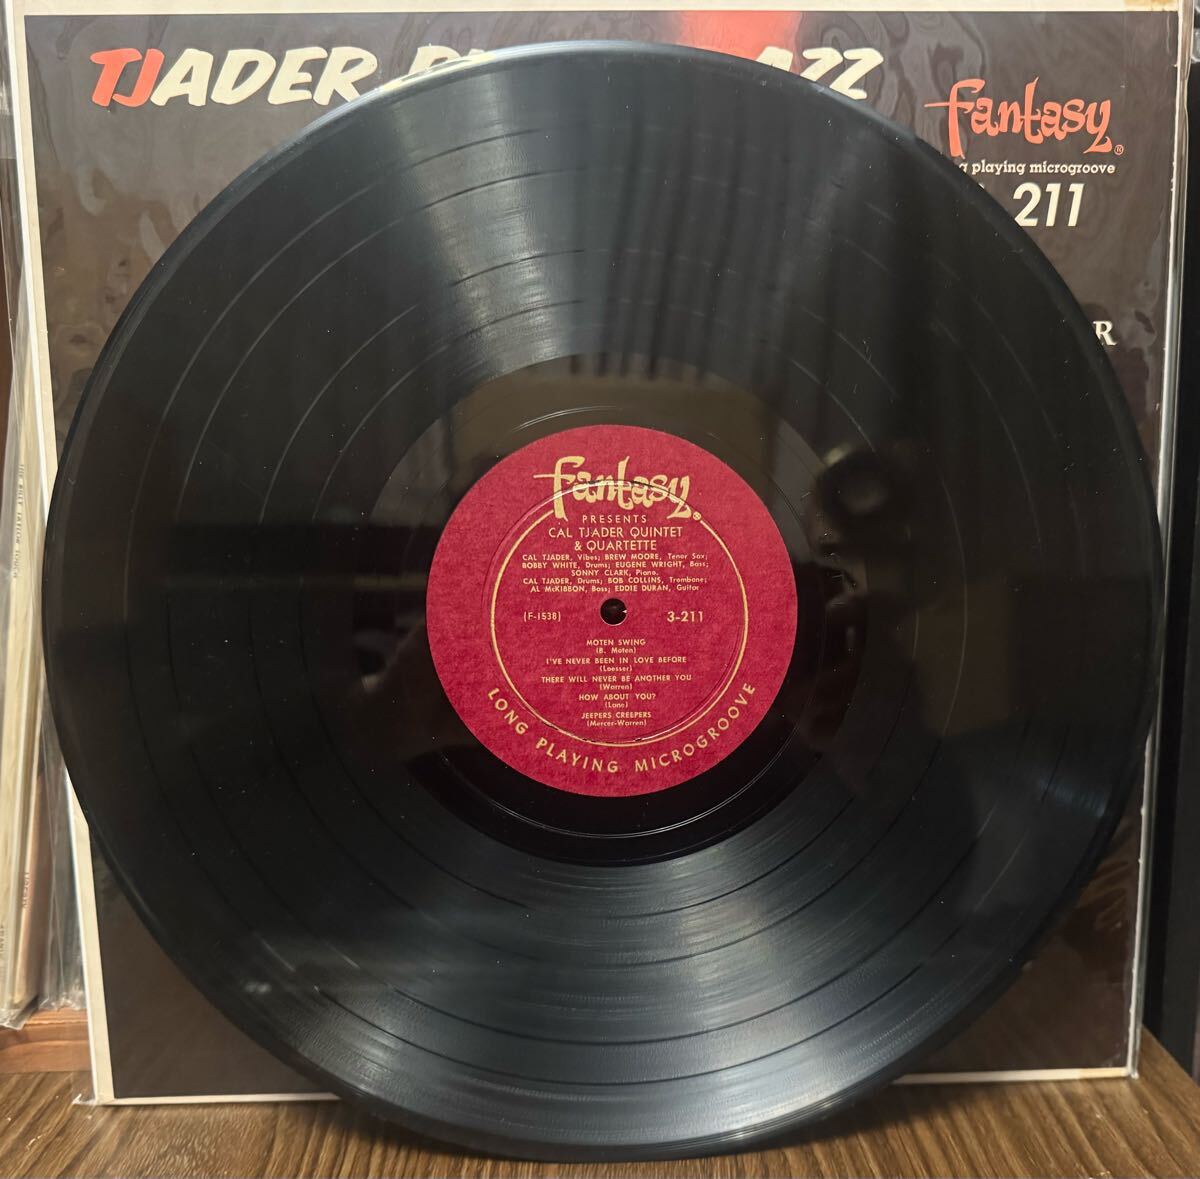 TJADER
AZZ
fantasy®
playing microgroove
211
R
fantasy®
PRESENTS
CAL TJADER QUINTET
& QUARTETTE
CAL TJADER, Vibes; BREW MOORE, Tenor Sax;
BOBBY WHITE, Drums; EUGENE WRIGHT, Bass;
SONNY CLARK, Piano.
CAL TJADER, Drums; BOB COLLINS, Trombone;
AL McKIBBON, Bass; EDDIE DURAN, Guitar
(F-1538) 3-211
MOTEN SWING
(B. Moten)
I'VE NEVER BEEN IN LOVE BEFORE
(Loesser)
THERE WILL NEVER BE ANOTHER YOU
(Warren)
HOW ABOUT YOU?
(Lane)
JEEPERS CREEPERS
(Mercer-Warren)
LONG PLAYING MICROGROOVE